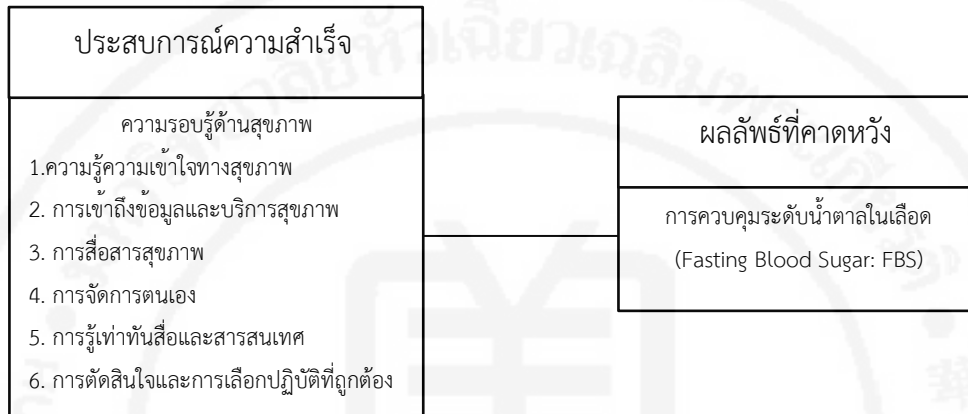 ประสบการณ์ความสำเร็จ
ความรอบรู้ด้านสุขภาพ
1.ความรู้ความเข้าใจทางสุขภาพ
2. การเข้าถึงข้อมูลและบริการสุขภาพ
3. การสื่อสารสุขภาพ
4. การจัดการตนเอง
5. การรู้เท่าทันสื่อและสารสนเทศ
6. การตัดสินใจและการเลือกปฏิบัติที่ถูกต้อง
ผลลัพธ์ที่คาดหวัง
การควบคุมระดับน้ำตาลในเลือด
(Fasting Blood Sugar: FBS)